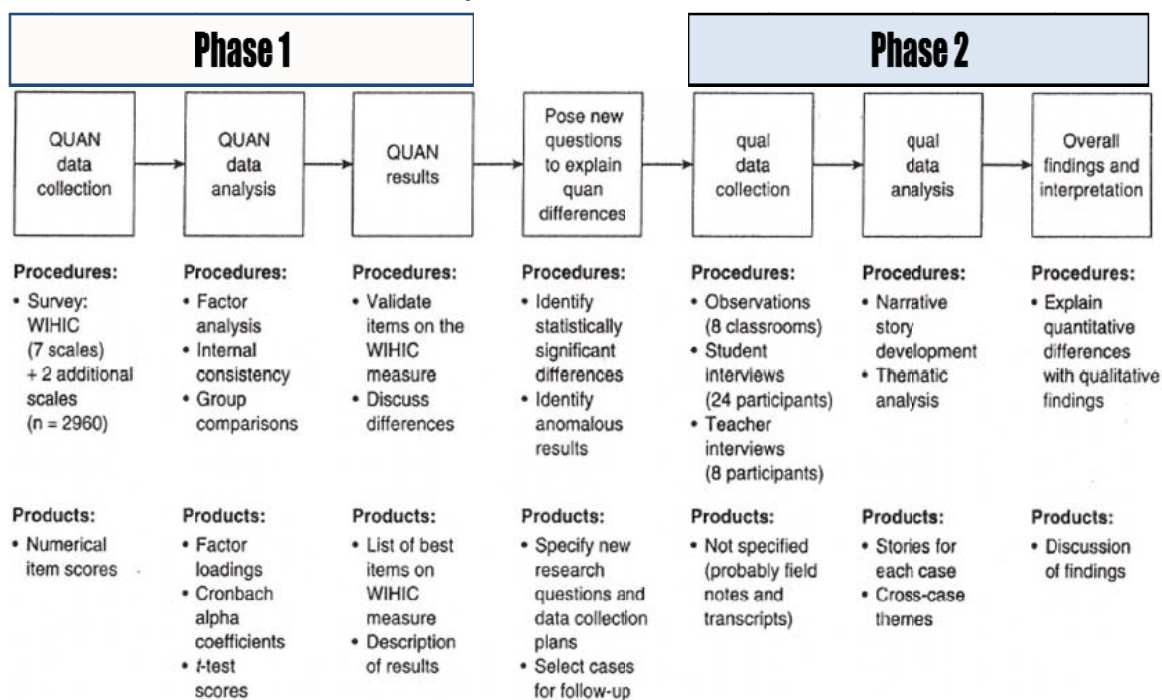 Phase 1
Phase 2
QUAN
data
collection
QUAN
data
analysis
QUAN
results
Pose new
questions
to explain
quan
differences
qual
data
collection
qual
data
analysis
Overall
findings and
interpretation
Procedures:
• Survey:
WIHIC
(7 scales)
+ 2 additional
scales
(n = 2960)
Procedures:
• Factor
analysis
• Internal
consistency
• Group
comparisons
Procedures:
• Validate
items on the
WIHIC
measure
• Discuss
differences
Procedures:
• Identify
statistically
significant
differences
• Identify
anomalous
results
Procedures:
• Observations
(8 classrooms)
• Student
interviews
(24 participants)
• Teacher
interviews
(8 participants)
Procedures:
• Narrative
story
development
• Thematic
analysis
Procedures:
• Explain
quantitative
differences
with qualitative
findings
Products:
• Numerical
item scores
Products:
• Factor
loadings
• Cronbach
alpha
coefficients
• t-test
scores
Products:
• List of best
items on
WIHIC
measure
• Description
of results
Products:
• Specify new
research
questions and
data collection
plans
• Select cases
for follow-up
Products:
• Not specified
(probably field
notes and
transcripts)
Products:
• Stories for
each case
• Cross-case
themes
Products:
• Discussion
of findings